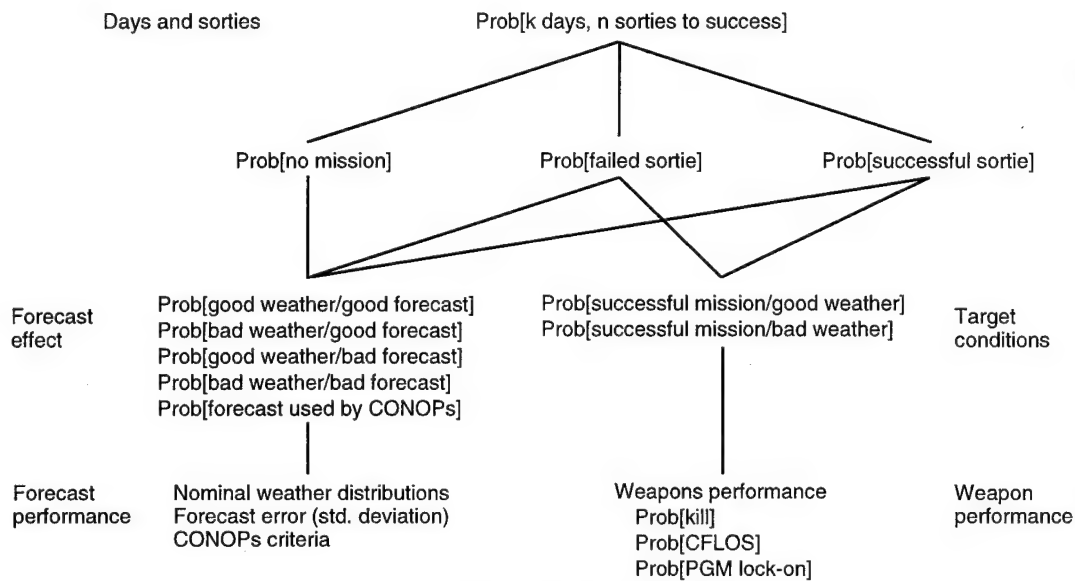 Days and sorties
Prob[k days, n sorties to success]
Prob[no mission]
Prob[failed sortie]
Prob[successful sortie]
Forecast
effect
Prob[good weather/good forecast]
Prob[bad weather/good forecast]
Prob[good weather/bad forecast]
Prob[bad weather/bad forecast]
Prob[forecast used by CONOPs]
Prob[successful mission/good weather]
Prob[successful mission/bad weather]
Target
conditions
Forecast
performance
Nominal weather distributions
Forecast error (std. deviation)
CONOPs criteria
Weapons performance
Prob[kill]
Prob[CFLOS]
Prob[PGM lock-on]
Weapon
performance